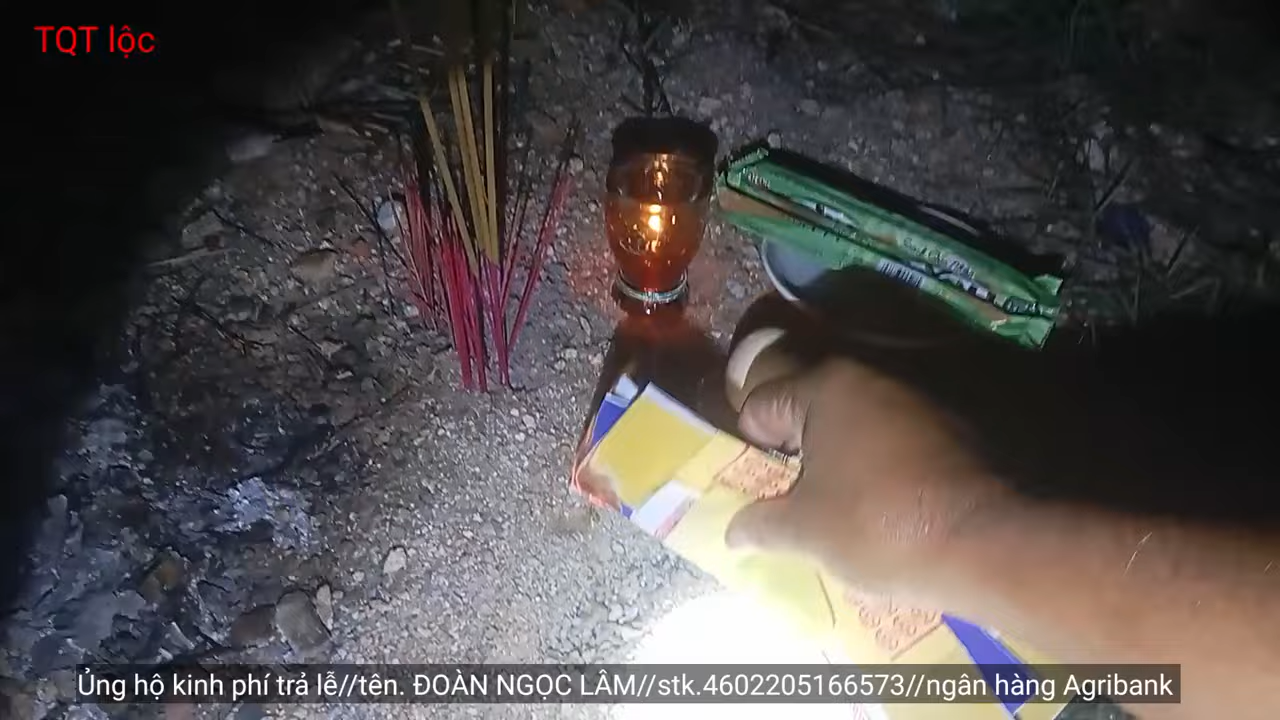 TQT lộc
Ủng hộ kinh phí trả lễ//tên. ĐOÀN NGỌC LÂM//stk.4602205166573//ngân hàng Agribank